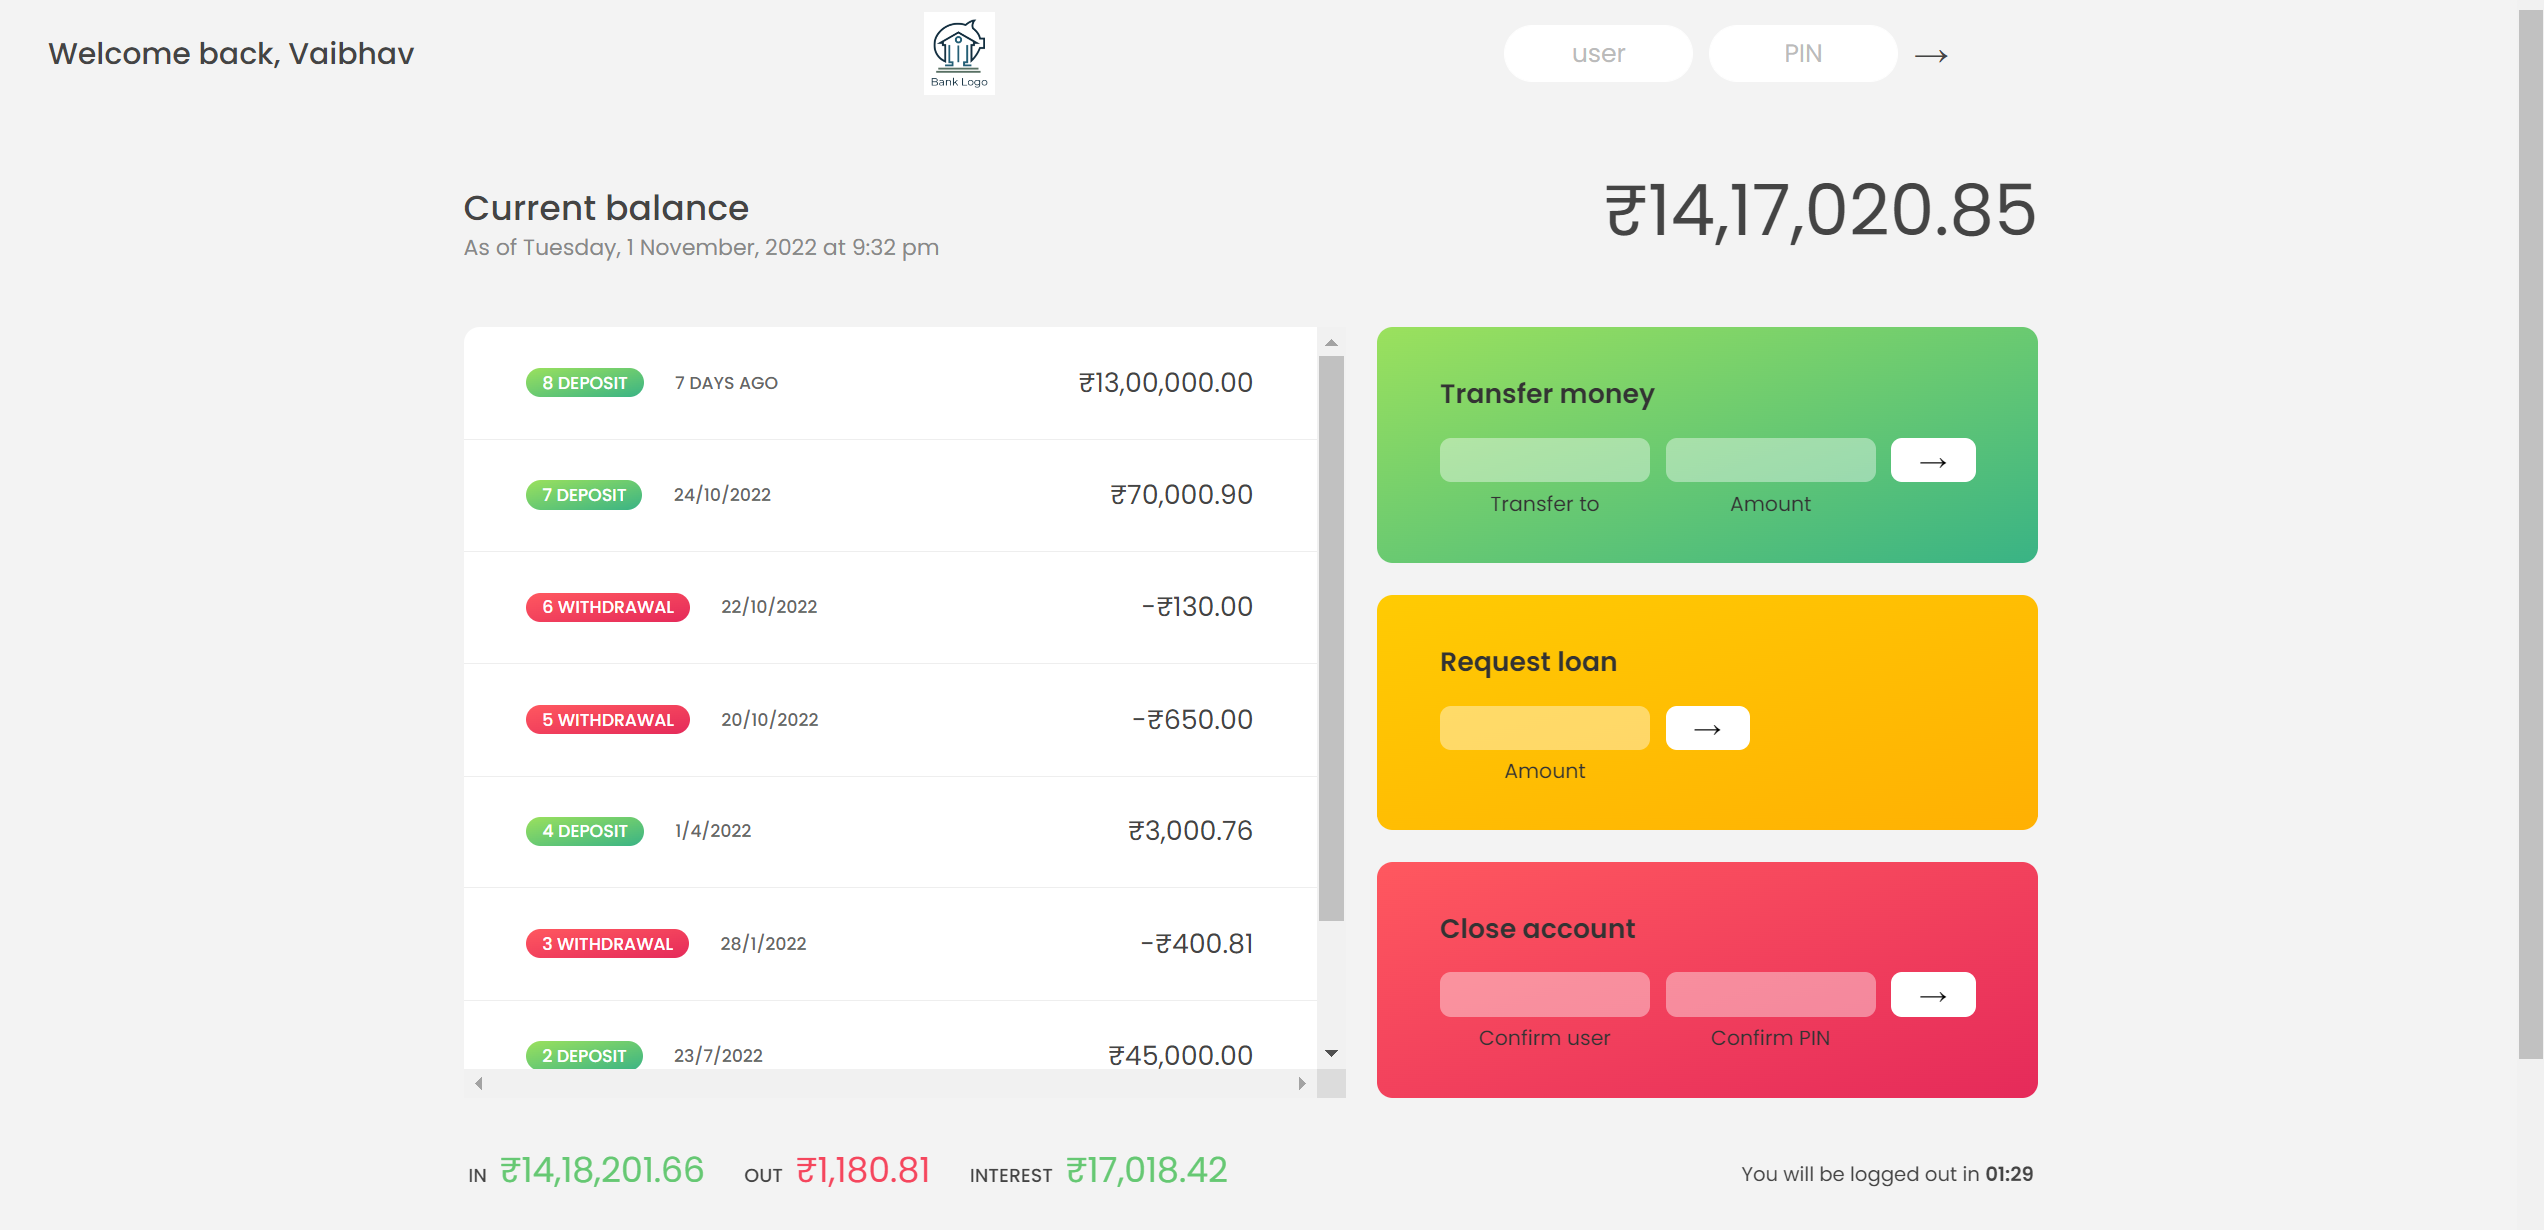 Welcome back, Vaibhav
Bank Logo
user
PIN
→
Current balance
As of Tuesday, 1 November, 2022 at 9:32 pm
₹14,17,020.85
8 DEPOSIT 7 DAYS AGO ₹13,00,000.00
7 DEPOSIT 24/10/2022 ₹70,000.90
6 WITHDRAWAL 22/10/2022 -₹130.00
5 WITHDRAWAL 20/10/2022 -₹650.00
4 DEPOSIT 1/4/2022 ₹3,000.76
3 WITHDRAWAL 28/1/2022 -₹400.81
2 DEPOSIT 23/7/2022 ₹45,000.00
Transfer money
→
Transfer to Amount
Request loan
→
Amount
Close account
→
Confirm user Confirm PIN
IN ₹14,18,201.66 OUT ₹1,180.81 INTEREST ₹17,018.42
You will be logged out in 01:29